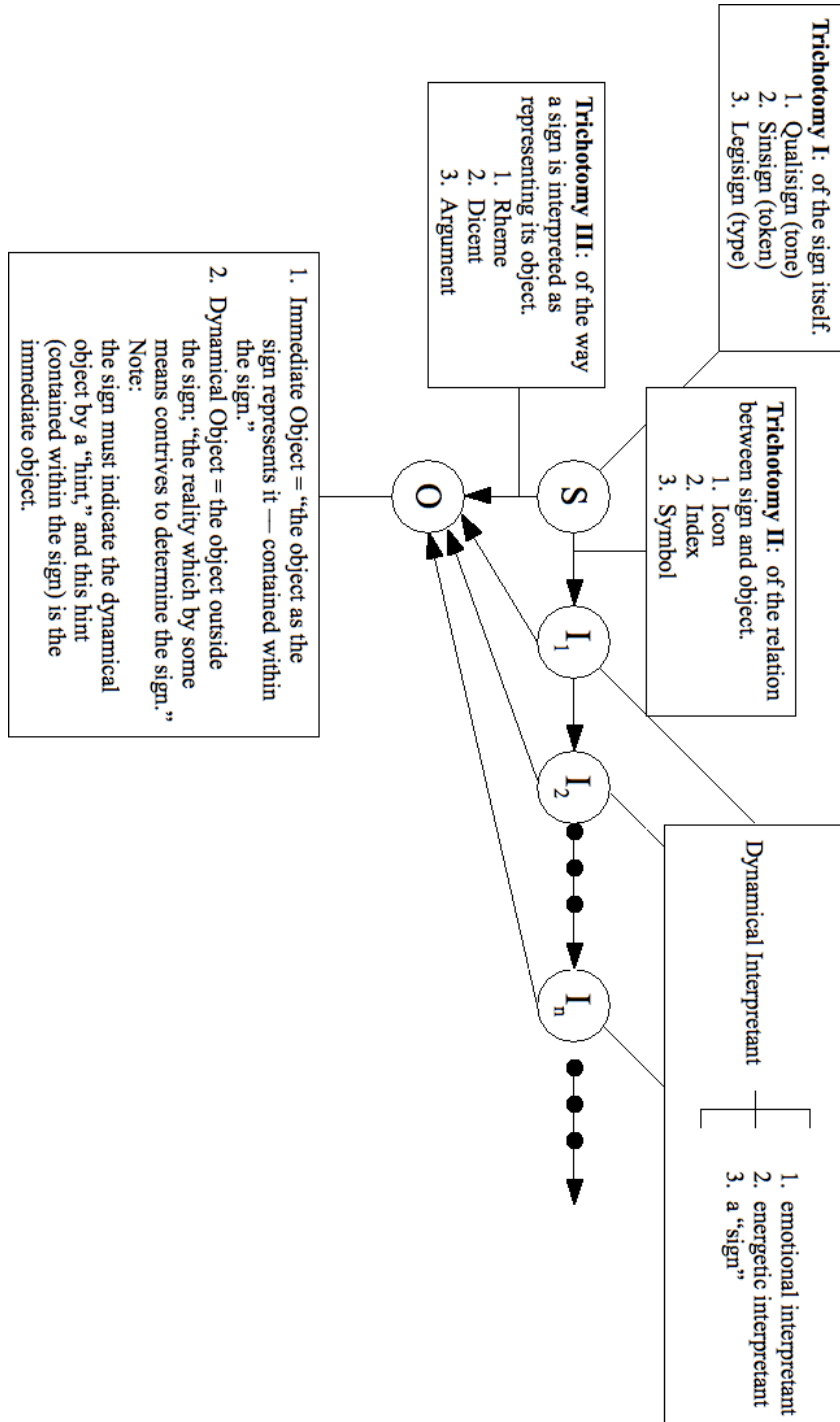 Trichotomy I:  of the sign itself.
1. Qualisign (tone)
2. Sinsign (token)
3. Legisign (type)
Trichotomy II:  of the relation
between sign and object.
1. Icon
2. Index
3. Symbol
Dynamical Interpretant
1. emotional interpretant
2. energetic interpretant
3. a “sign”
Trichotomy III:  of the way
a sign is interpreted as
representing its object.
1. Rheme
2. Dicent
3. Argument
S
I1
I2
In
O
1. Immediate Object = “the object as the
sign represents it — contained within
the sign.”
2. Dynamical Object = the object outside
the sign; “the reality which by some
means contrives to determine the sign.”
Note:
the sign must indicate the dynamical
object by a “hint,” and this hint
(contained within the sign) is the
immediate object.